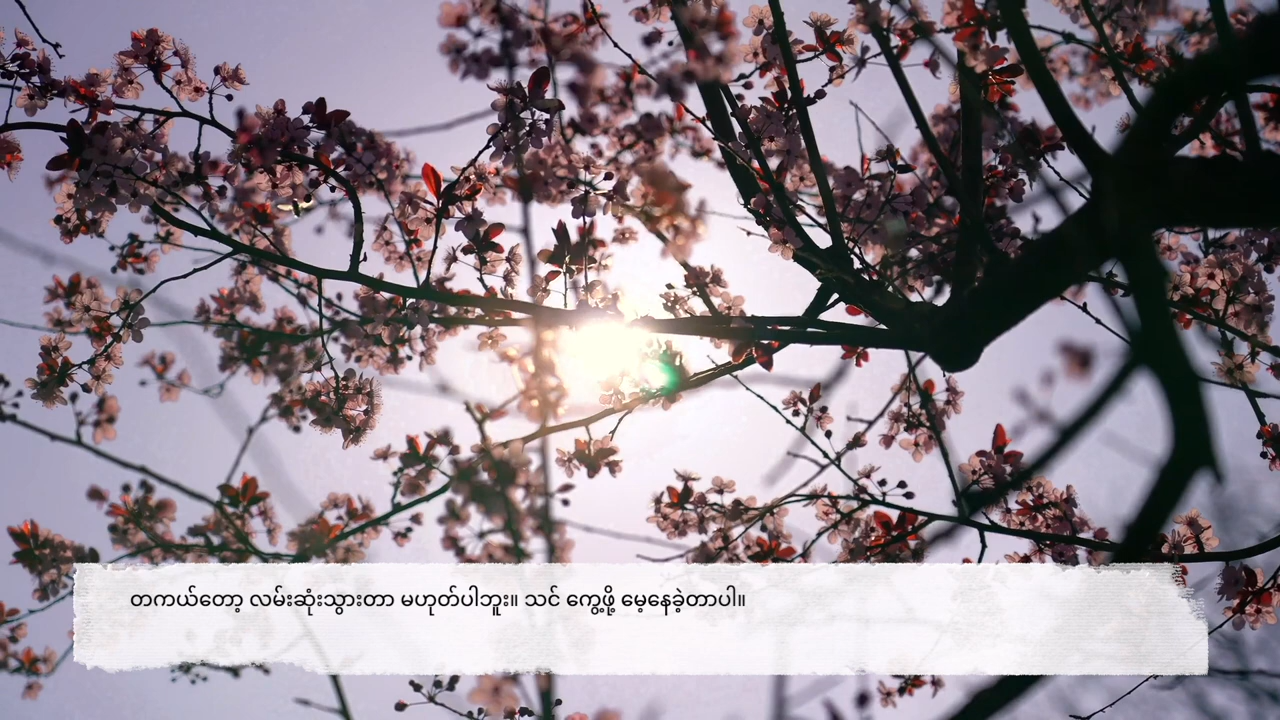 တကယ်တော့ လမ်းဆုံးသွားတာ မဟုတ်ပါဘူး။ သင် ကွေ့ဖို့ မေ့နေခဲ့တာပါ။